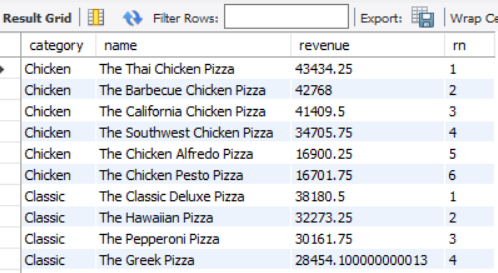 Result Grid Filter Rows: Export: Wrap Ce
category name revenue rn
Chicken The Thai Chicken Pizza 43434.25 1
Chicken The Barbecue Chicken Pizza 42768 2
Chicken The California Chicken Pizza 41409.5 3
Chicken The Southwest Chicken Pizza 34705.75 4
Chicken The Chicken Alfredo Pizza 16900.25 5
Chicken The Chicken Pesto Pizza 16701.75 6
Classic The Classic Deluxe Pizza 38180.5 1
Classic The Hawaiian Pizza 32273.25 2
Classic The Pepperoni Pizza 30161.75 3
Classic The Greek Pizza 28454.100000000013 4